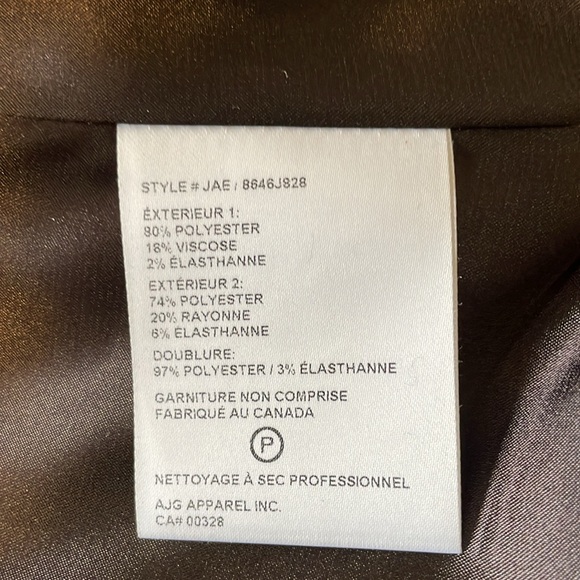 STYLE # JAE / 8646J828
ÉXTERIEUR 1:
80% POLYESTER
18% VISCOSE
2% ÉLASTHANNE
EXTÉRIEUR 2:
74% POLYESTER
20% RAYONNE
6% ÉLASTHANNE
DOUBLURE:
97% POLYESTER / 3% ÉLASTHANNE
GARNITURE NON COMPRISE
FABRIQUÉ AU CANADA
P
NETTOYAGE À SEC PROFESSIONNEL
AJG APPAREL INC.
CA# 00328